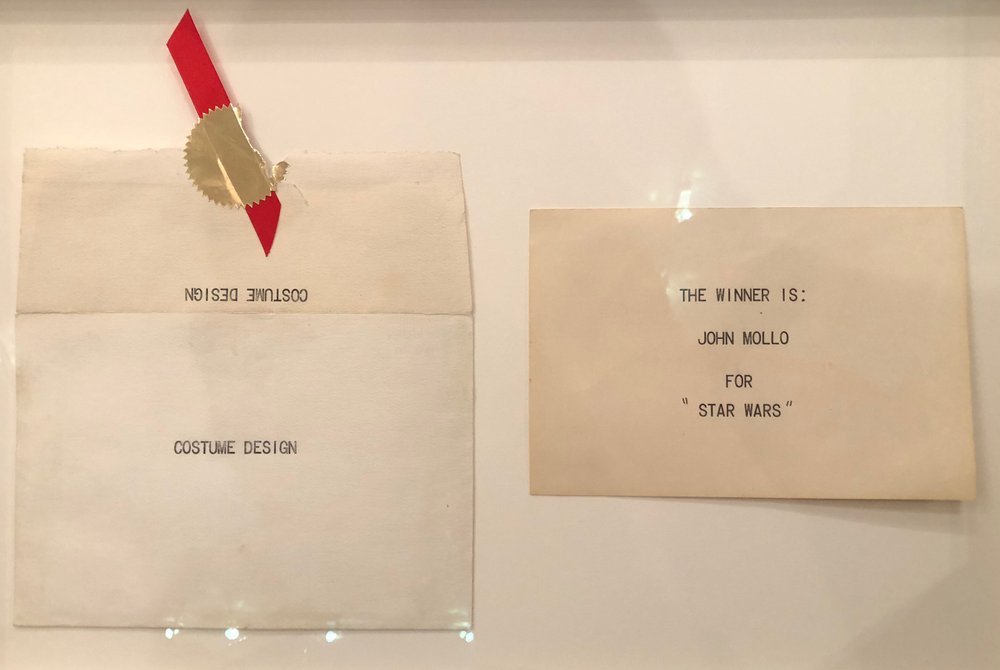 COSTUME DESIGN
COSTUME DESIGN
THE WINNER IS:
JOHN MOLLO
FOR
"STAR WARS"